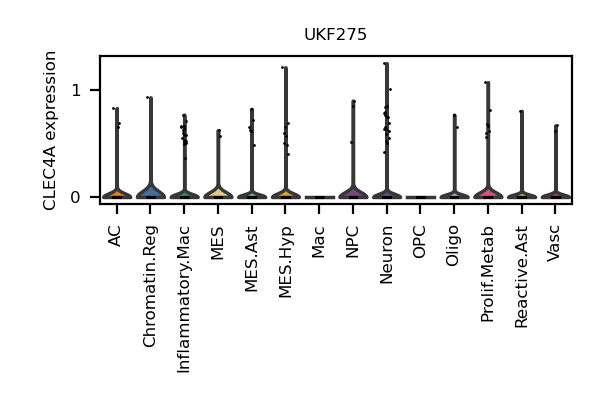 UKF275
CLEC4A expression
1
0
AC
Chromatin.Reg
Inflammatory.Mac
MES
MES.Ast
MES.Hyp
Mac
NPC
Neuron
OPC
Oligo
Prolif.Metab
Reactive.Ast
Vasc